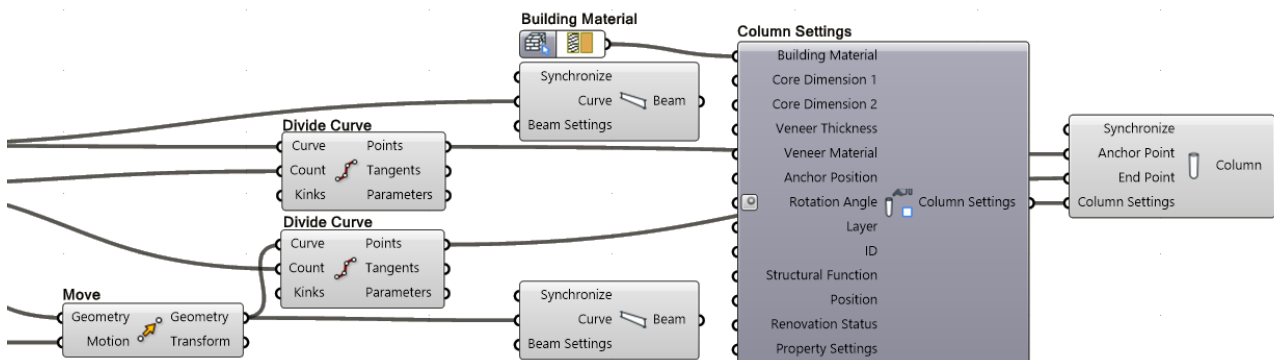 Building Material
Synchronize
Curve Beam
Beam Settings
Divide Curve
Curve Points
Count Tangents
Kinks Parameters
Divide Curve
Curve Points
Count Tangents
Kinks Parameters
Move
Geometry Geometry
Motion Transform
Synchronize
Curve Beam
Beam Settings
Column Settings
Building Material
Core Dimension 1
Core Dimension 2
Veneer Thickness
Veneer Material
Anchor Position
Rotation Angle Column Settings
Layer
ID
Structural Function
Position
Renovation Status
Property Settings
Synchronize
Anchor Point
End Point Column
Column Settings